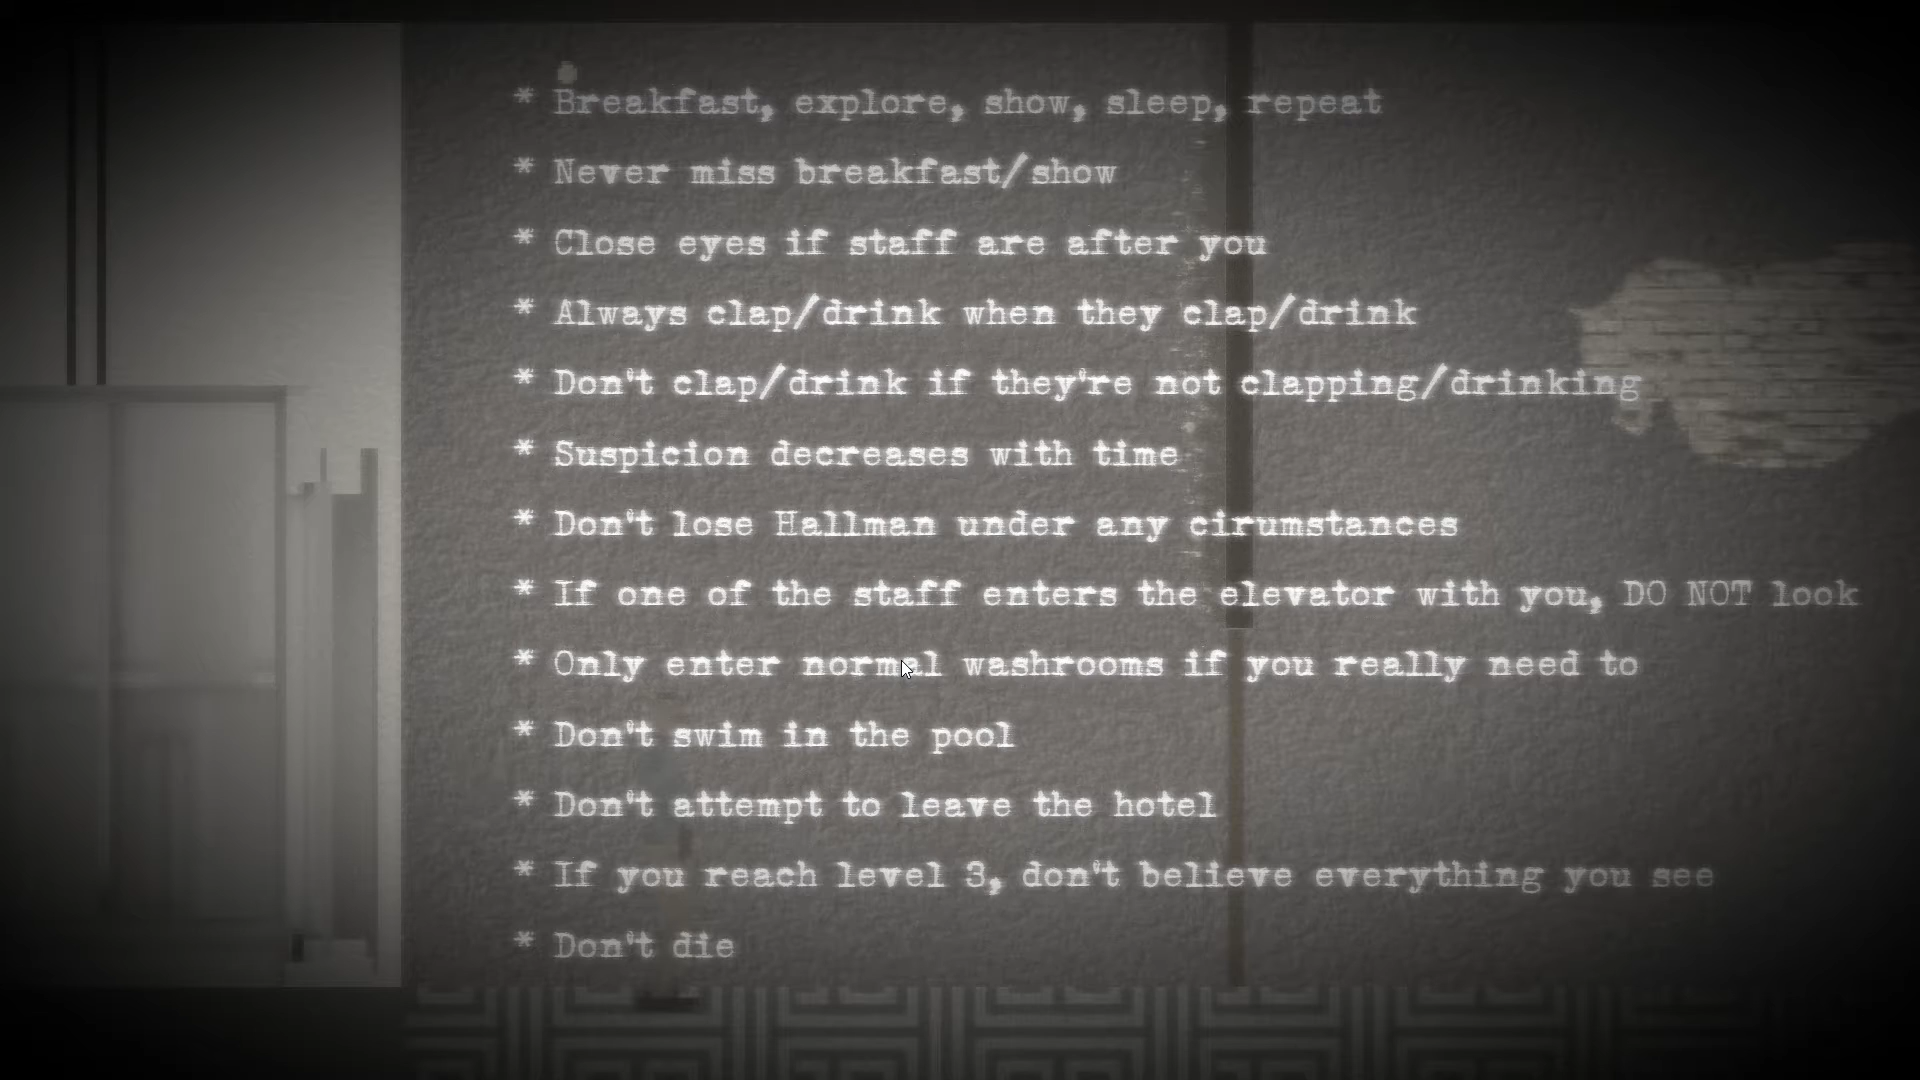 * Breakfast, explore, show, sleep, repeat
* Never miss breakfast/show
* Close eyes if staff are after you
* Always clap/drink when they clap/drink
* Don't clap/drink if they're not clapping/drinking
* Suspicion decreases with time
* Don't lose Hallman under any cirumstances
* If one of the staff enters the elevator with you, DO NOT look
* Only enter normal washrooms if you really need to
* Don't swim in the pool
* Don't attempt to leave the hotel
* If you reach level 3, don't believe everything you see
* Don't die